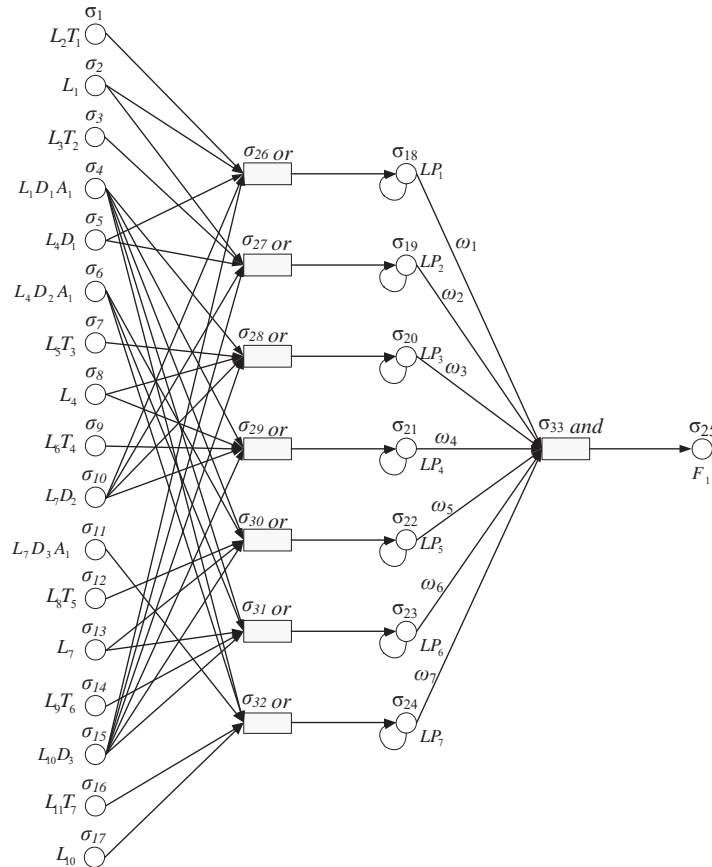 σ₁
L₂T₁
σ₂
L₁
σ₃
L₃T₂
σ₄
L₁D₁A₁
σ₅
L₄D₁
σ₆
L₄D₂A₁
σ₇
L₅T₃
σ₈
L₄
σ₉
L₆T₄
σ₁₀
L₇D₂
σ₁₁
L₇D₃A₁
σ₁₂
L₈T₅
σ₁₃
L₇
σ₁₄
L₉T₆
σ₁₅
L₁₀D₃
σ₁₆
L₁₁T₇
σ₁₇
L₁₀
σ₂₆ or
σ₂₇ or
σ₂₈ or
σ₂₉ or
σ₃₀ or
σ₃₁ or
σ₃₂ or
σ₁₈
LP₁
σ₁₉
LP₂
σ₂₀
LP₃
σ₂₁
LP₄
σ₂₂
LP₅
σ₂₃
LP₆
σ₂₄
LP₇
ω₁
ω₂
ω₃
ω₄
ω₅
ω₆
ω₇
σ₃₃ and
σ₂₅
F₁